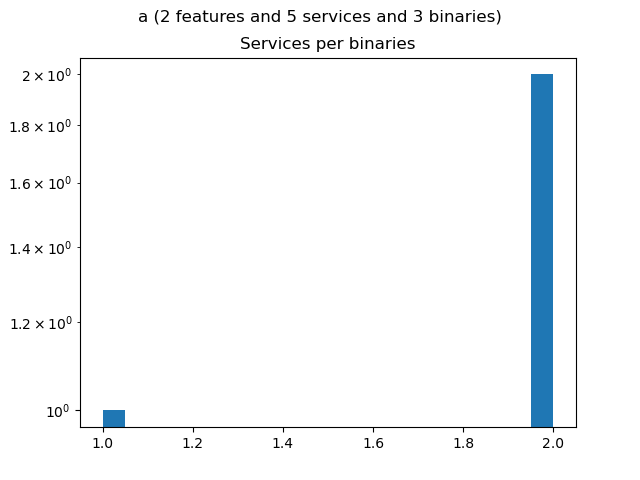 a (2 features and 5 services and 3 binaries)
Services per binaries
2 × 10⁰
1.8 × 10⁰
1.6 × 10⁰
1.4 × 10⁰
1.2 × 10⁰
10⁰
1.0 1.2 1.4 1.6 1.8 2.0